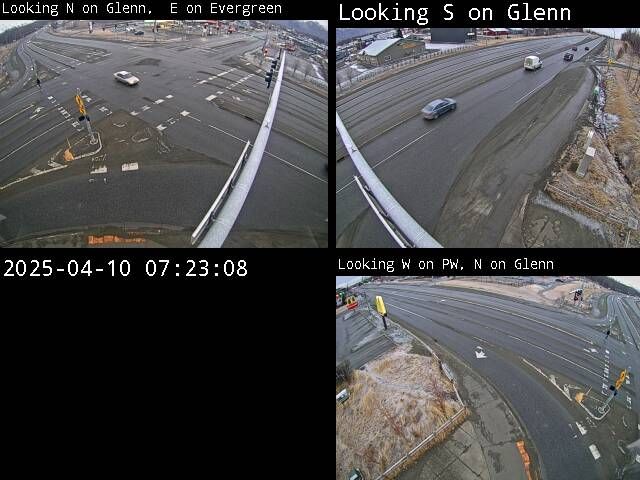 Looking N on Glenn,  E on Evergreen
Looking S on Glenn
2025-04-10 07:23:08
Looking W on PW, N on Glenn